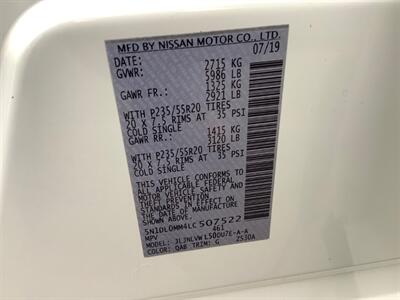 MFD BY NISSAN MOTOR CO., LTD.
DATE: 07/19
GVWR: 2715 KG
5986 LB
GAWR FR.: 1325 KG
2921 LB
WITH P235/55R20 TIRES
20 X 7.5 RIMS AT 35 PSI
COLD SINGLE
GAWR RR.: 1415 KG
3120 LB
WITH P235/55R20 TIRES
20 X 7.5 RIMS AT 35 PSI
COLD SINGLE
THIS VEHICLE CONFORMS TO
ALL APPLICABLE FEDERAL
MOTOR VEHICLE SAFETY AND
THEFT PREVENTION STANDARDS
IN EFFECT ON THE DATE OF
MANUFACTURE
SHOWN ABOVE.
5N1DL0MM4LC507522
MPV 461
MODEL: JLJNLVWL50UU7E-A-A
COLOR: QAB TRIM: G ZS30A